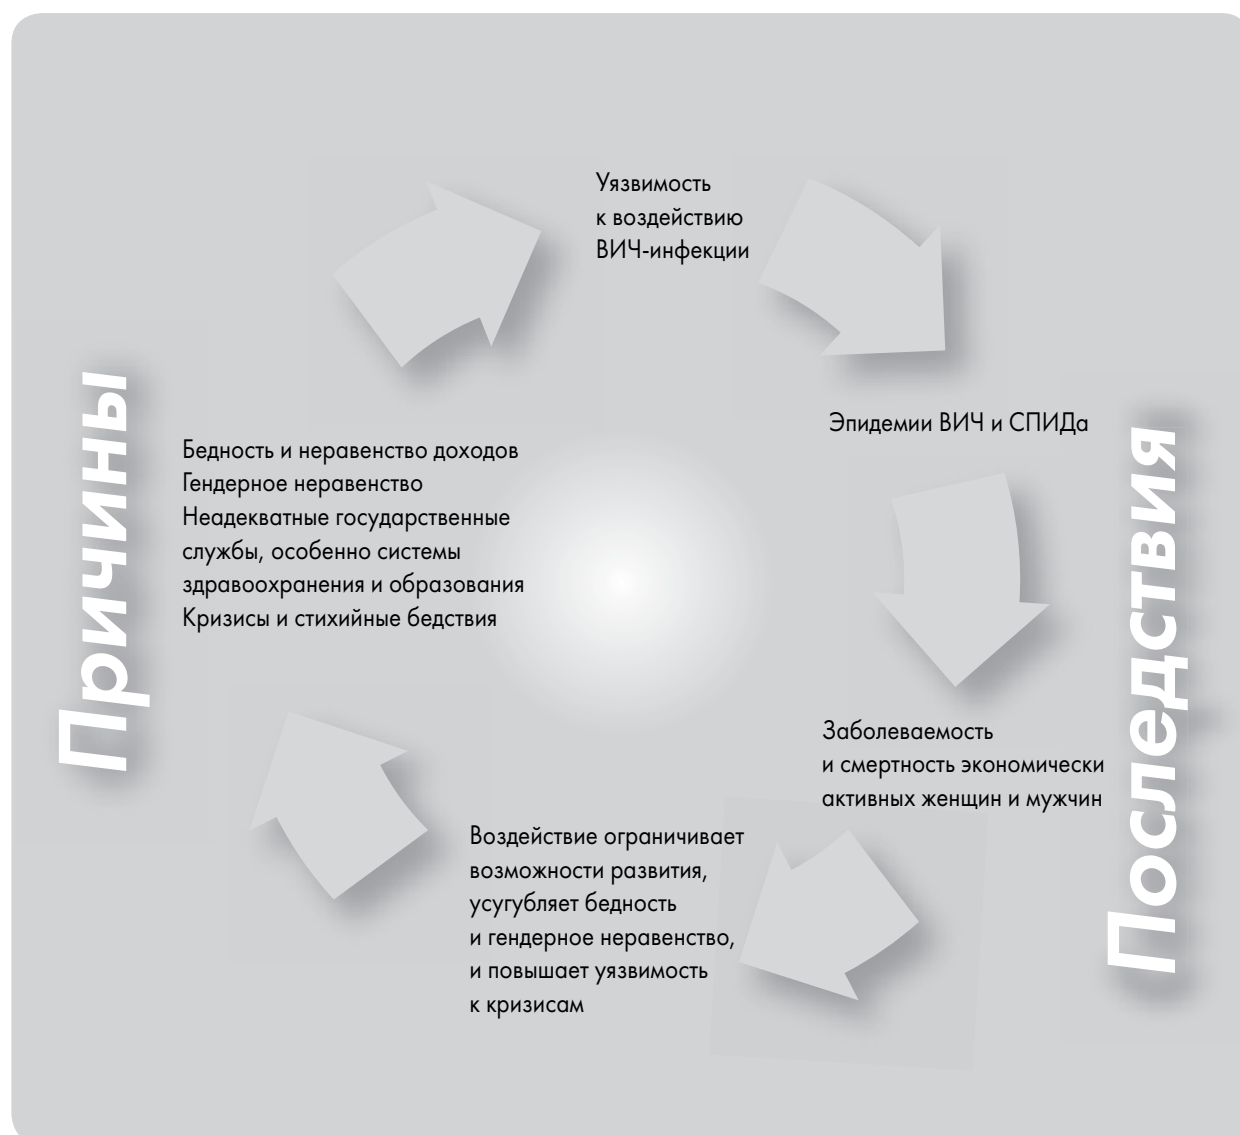 Уязвимость
к воздействию
ВИЧ-инфекции
Эпидемии ВИЧ и СПИДа
Причины
Бедность и неравенство доходов
Гендерное неравенство
Неадекватные государственные
службы, особенно системы
здравоохранения и образования
Кризисы и стихийные бедствия
Последствия
Заболеваемость
и смертность экономически
активных женщин и мужчин
Воздействие ограничивает
возможности развития,
усугубляет бедность
и гендерное неравенство,
и повышает уязвимость
к кризисам